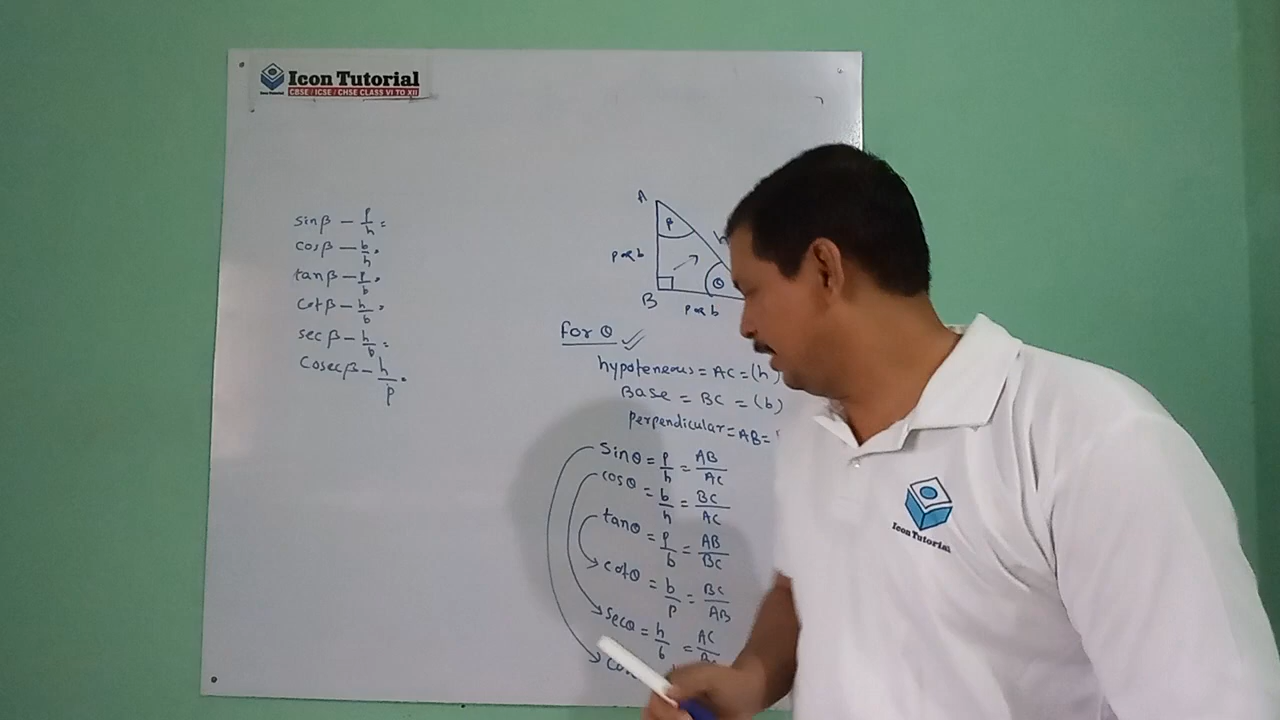 Icon Tutorial
CBSE / ICSE / CHSE CLASS VI TO XII
Icon Tutorial
sinβ — p/h =
cosβ — b/h =
tanβ — p/b =
cotβ — h/b =
secβ — h/b =
cosecβ — h/p =
A
β
h
p or b
θ
B
p or b
For θ ✓
hypoteneous = AC = (h)
Base = BC = (b)
perpendicular = AB =
sinθ = p/h = AB/AC
cosθ = b/h = BC/AC
tanθ = p/b = AB/BC
cotθ = b/p = BC/AB
secθ = h/b = AC/
Icon Tutorial